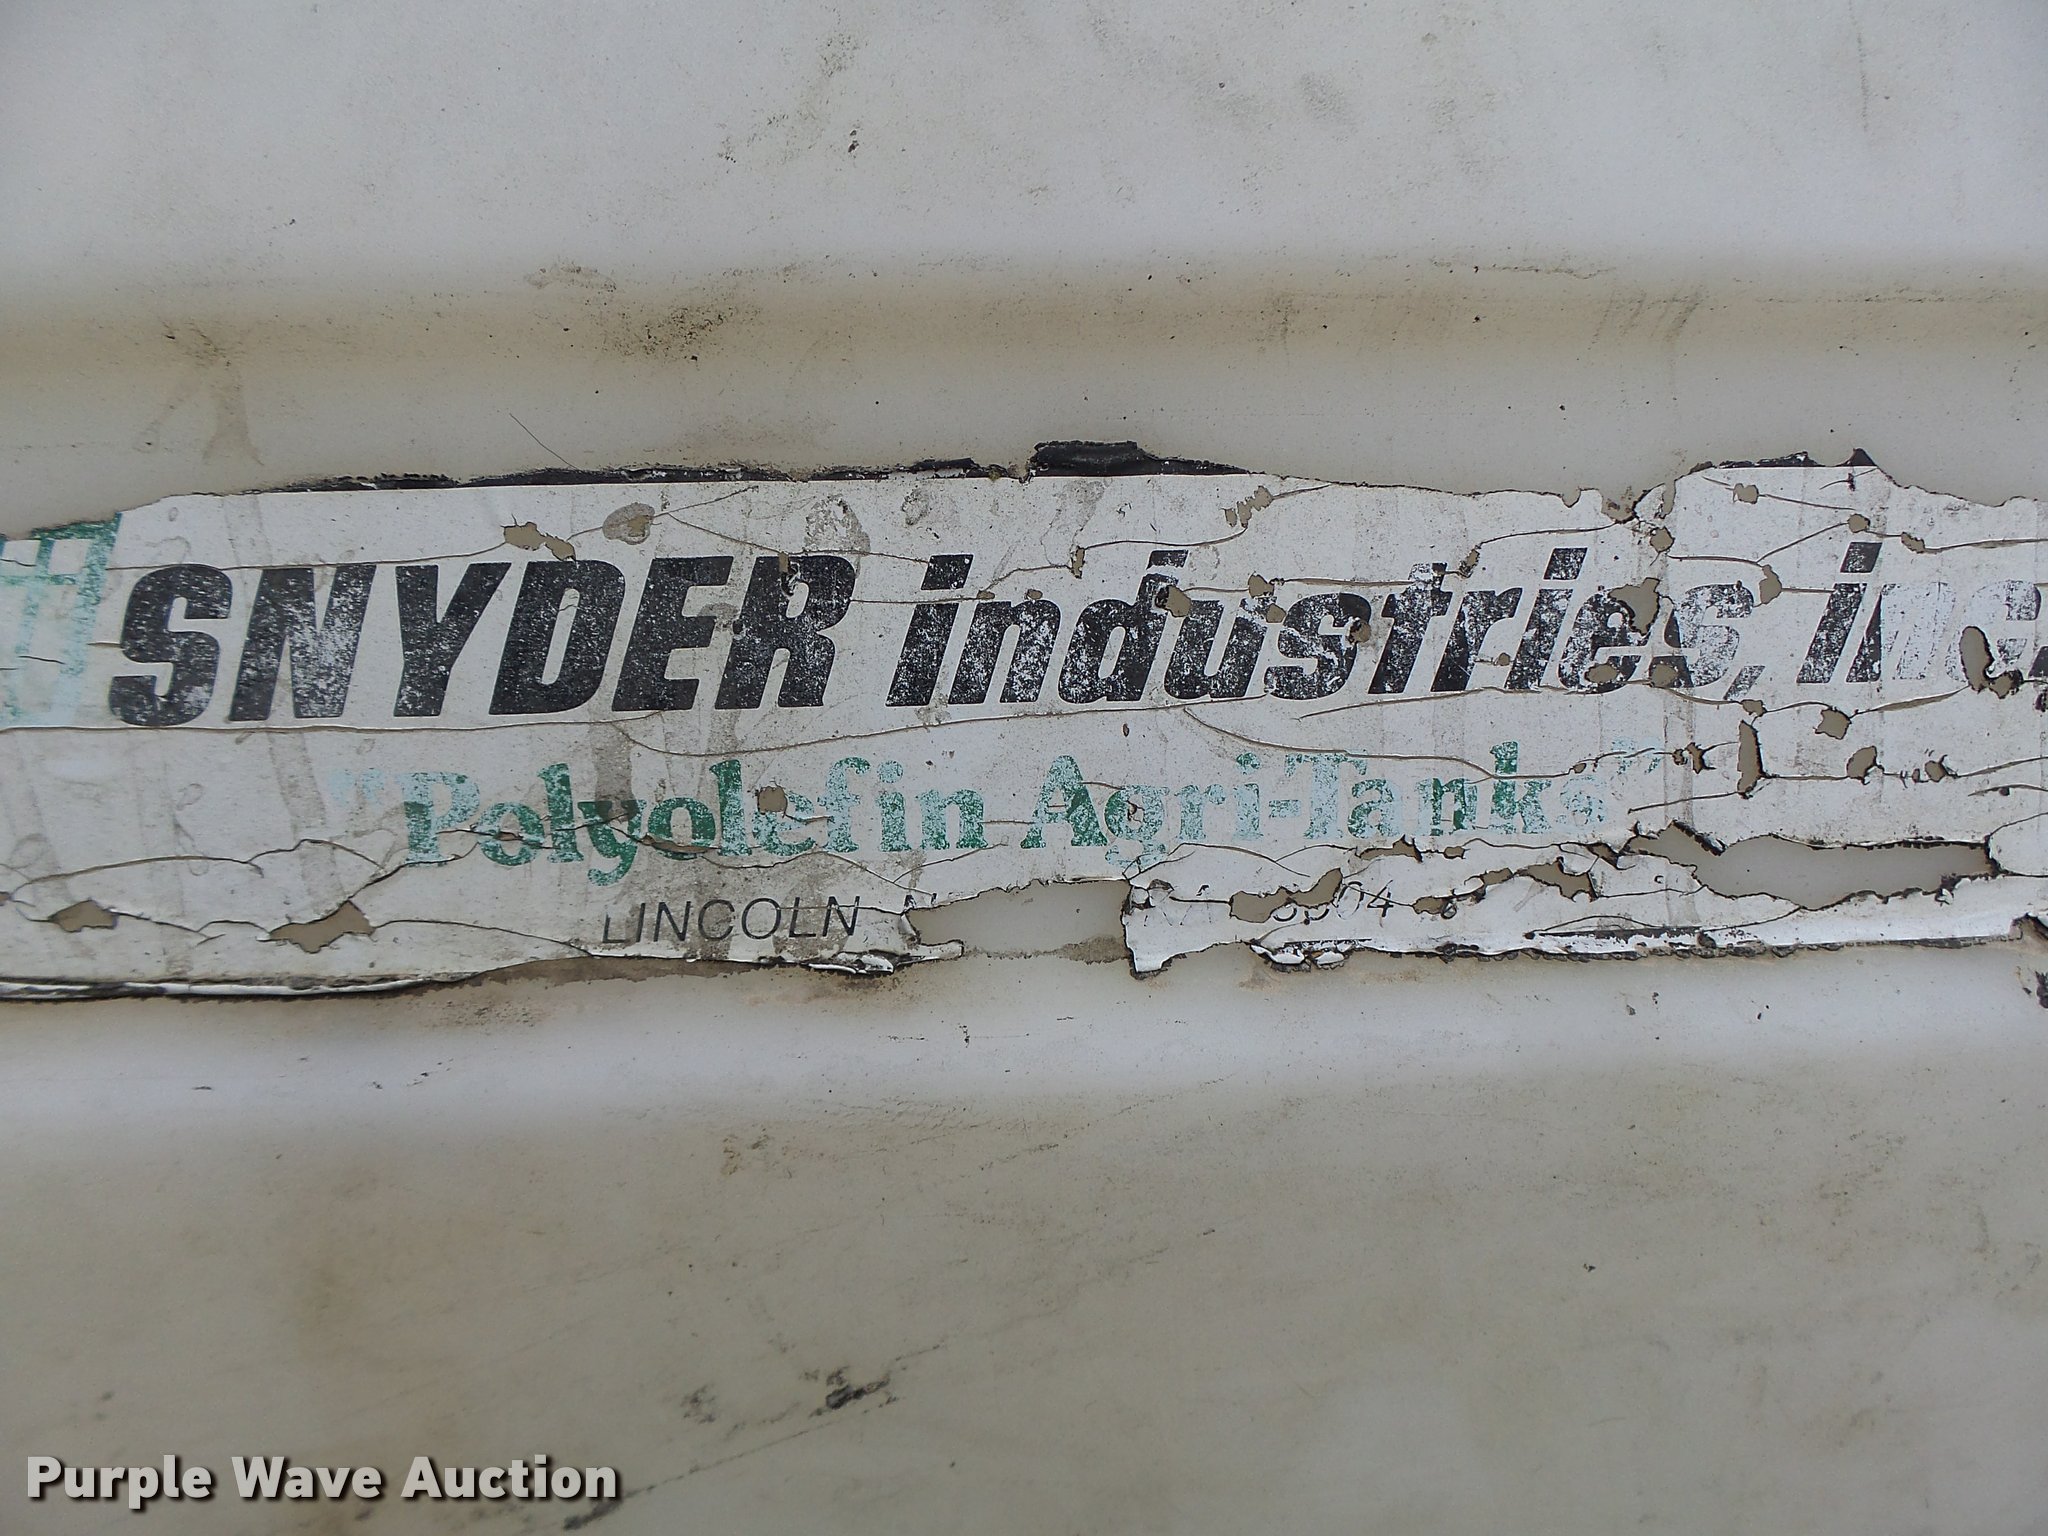 SNYDER industries, inc.
"Polyolefin Agri-Tanks"
LINCOLN
Purple Wave Auction